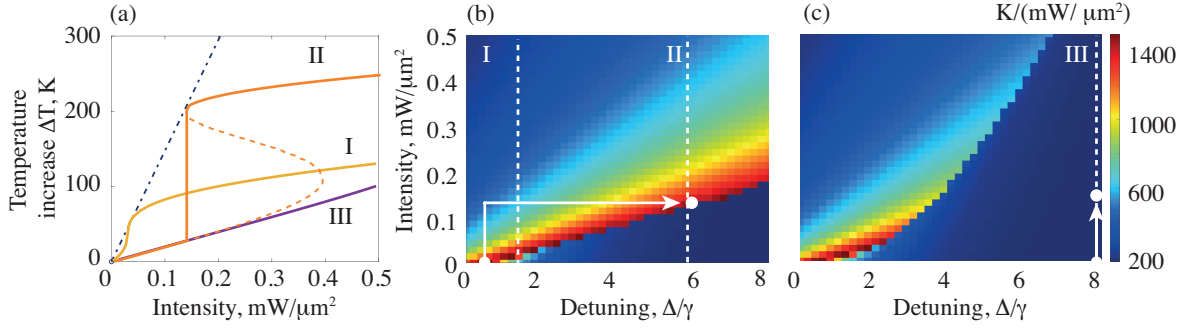 (a)
(b)
(c)
K/(mW/ μm²)
Temperature
increase ΔT, K
300
200
100
0
II
I
III
0
0.1
0.2
0.3
0.4
0.5
Intensity, mW/μm²
Intensity, mW/μm²
0.5
0.4
0.3
0.2
0.1
0
I
II
0
2
4
6
8
Detuning, Δ/γ
III
0
2
4
6
8
Detuning, Δ/γ
1400
1000
600
200